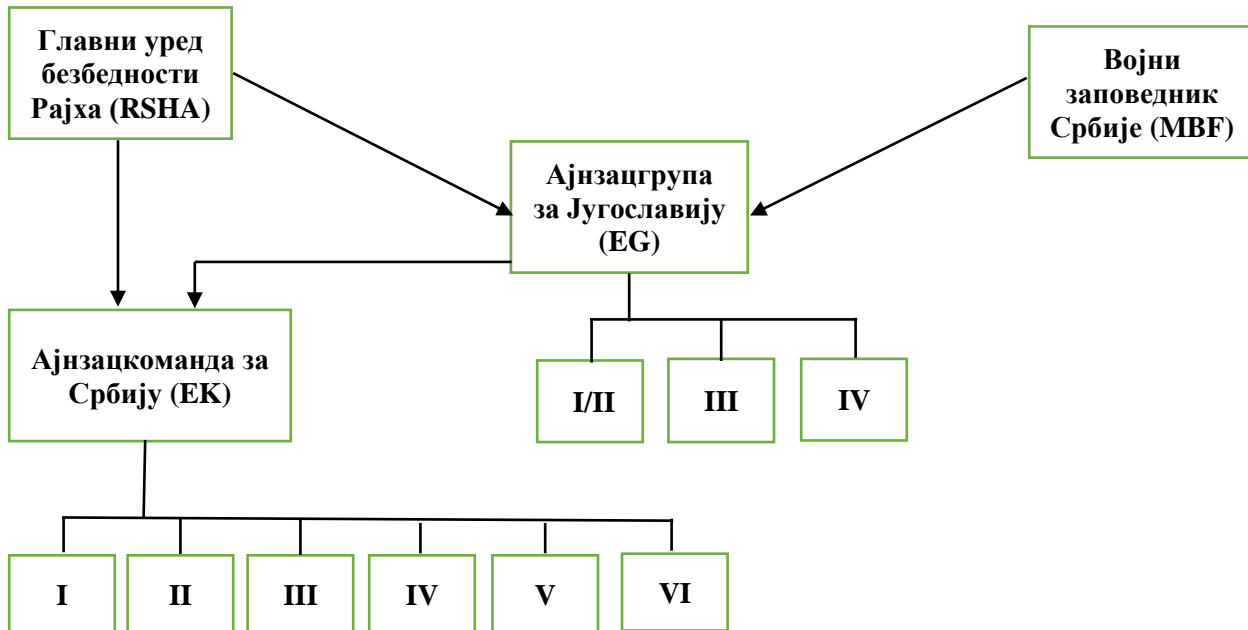 Главни уред
безбедности
Рајха (RSHA)
Војни
заповедник
Србије (MBF)
Ајнзацгрупа
за Југославију
(EG)
Ајнзацкоманда за
Србију (EK)
I/II
III
IV
I
II
III
IV
V
VI